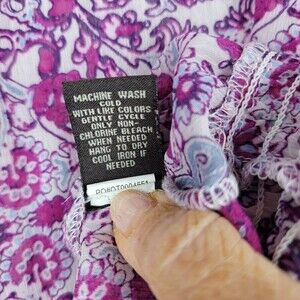 MACHINE WASH
COLD
WITH LIKE COLORS
GENTLE CYCLE
ONLY NON-
CHLORINE BLEACH
WHEN NEEDED
HANG TO DRY
COOL IRON IF
NEEDED